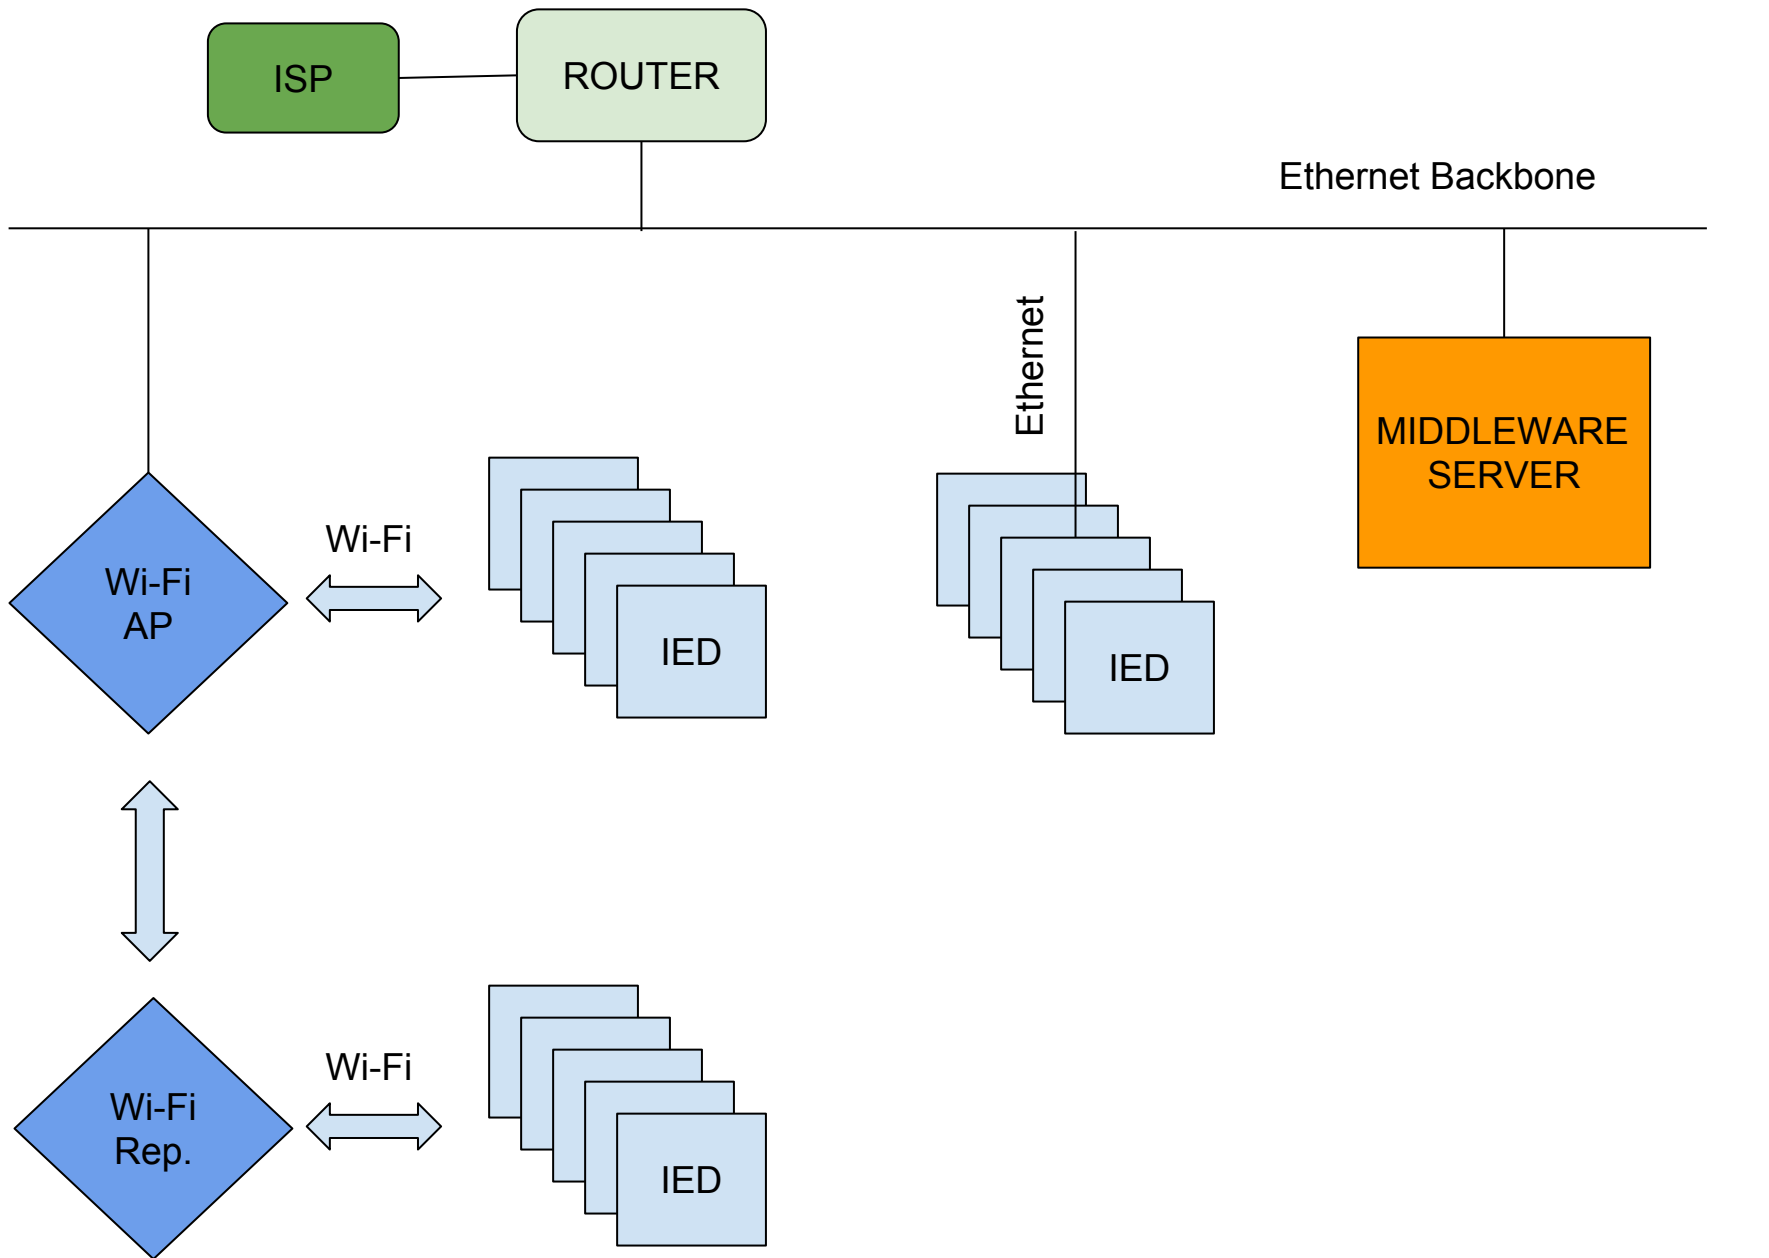 ISP
ROUTER
Ethernet Backbone
Ethernet
MIDDLEWARE
SERVER
Wi-Fi
AP
Wi-Fi
IED
IED
Wi-Fi
Rep.
Wi-Fi
IED